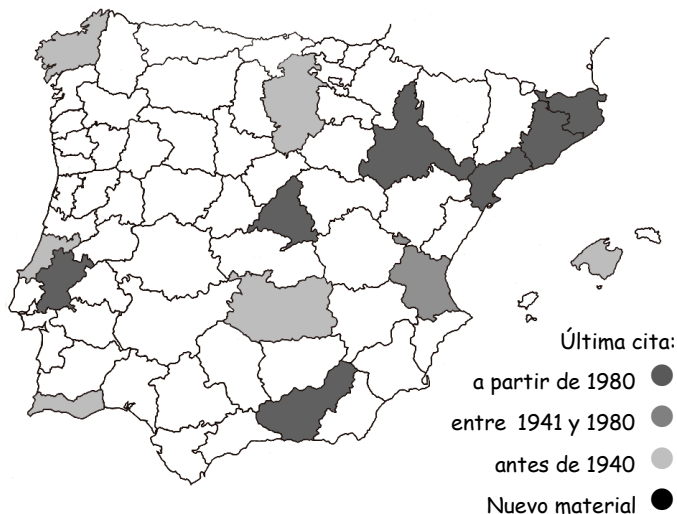 Última cita:
a partir de 1980
entre 1941 y 1980
antes de 1940
Nuevo material